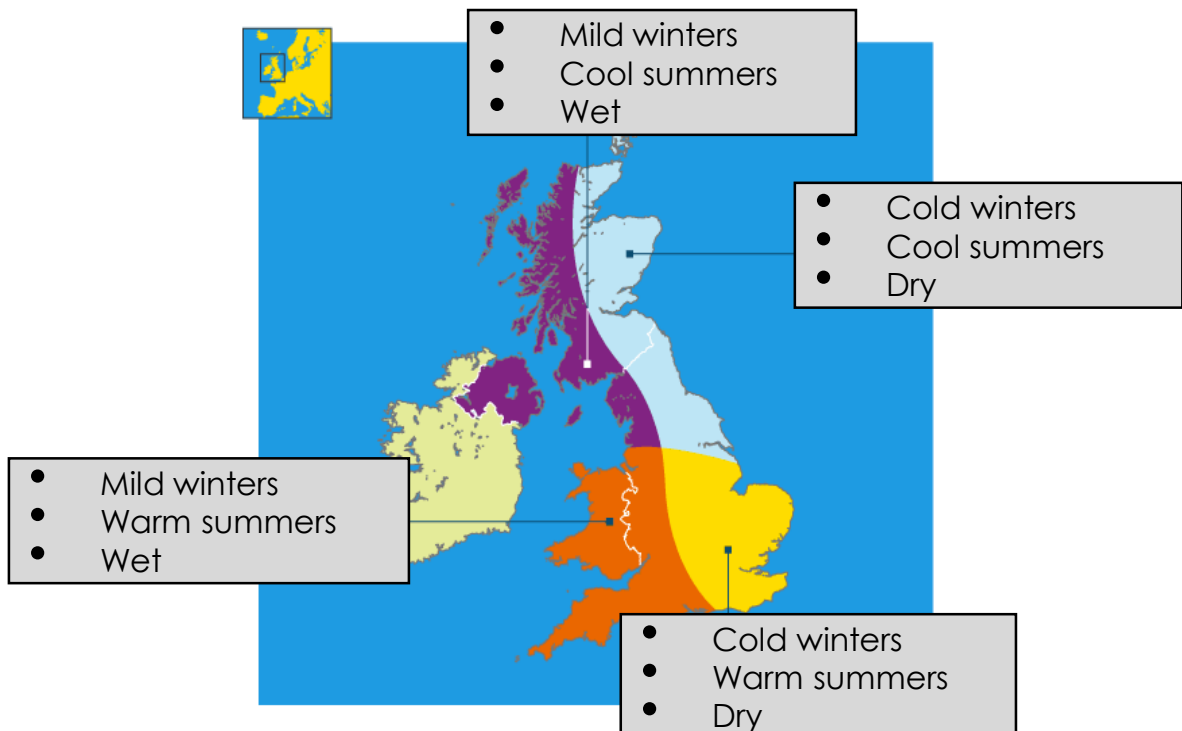 • Mild winters
• Cool summers
• Wet
• Cold winters
• Cool summers
• Dry
• Mild winters
• Warm summers
• Wet
• Cold winters
• Warm summers
• Dry